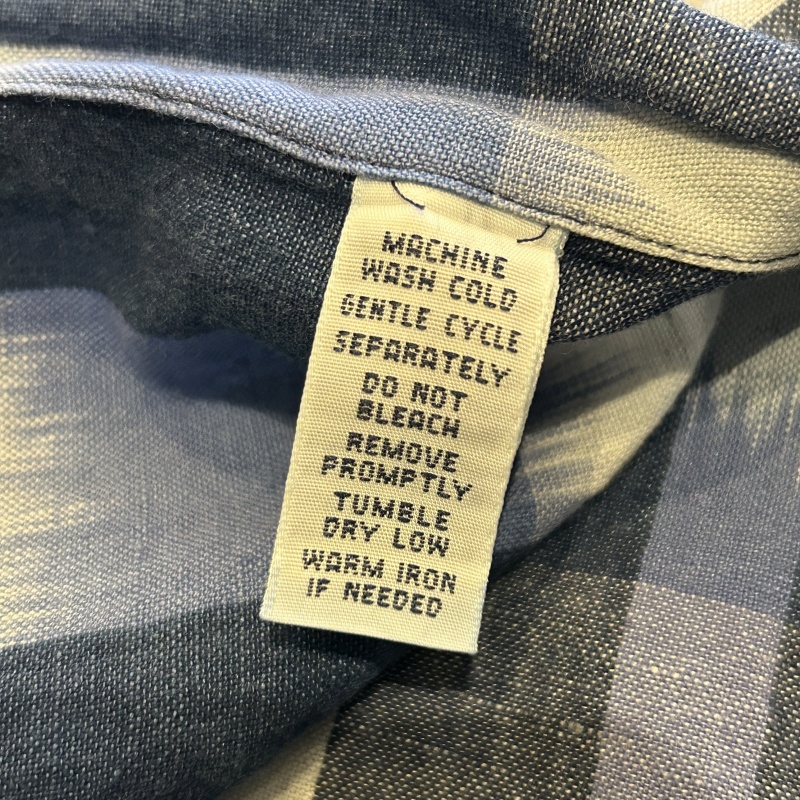 MACHINE
WASH COLD
GENTLE CYCLE
SEPARATELY
DO NOT
BLEACH
REMOVE
PROMPTLY
TUMBLE
DRY LOW
WARM IRON
IF NEEDED